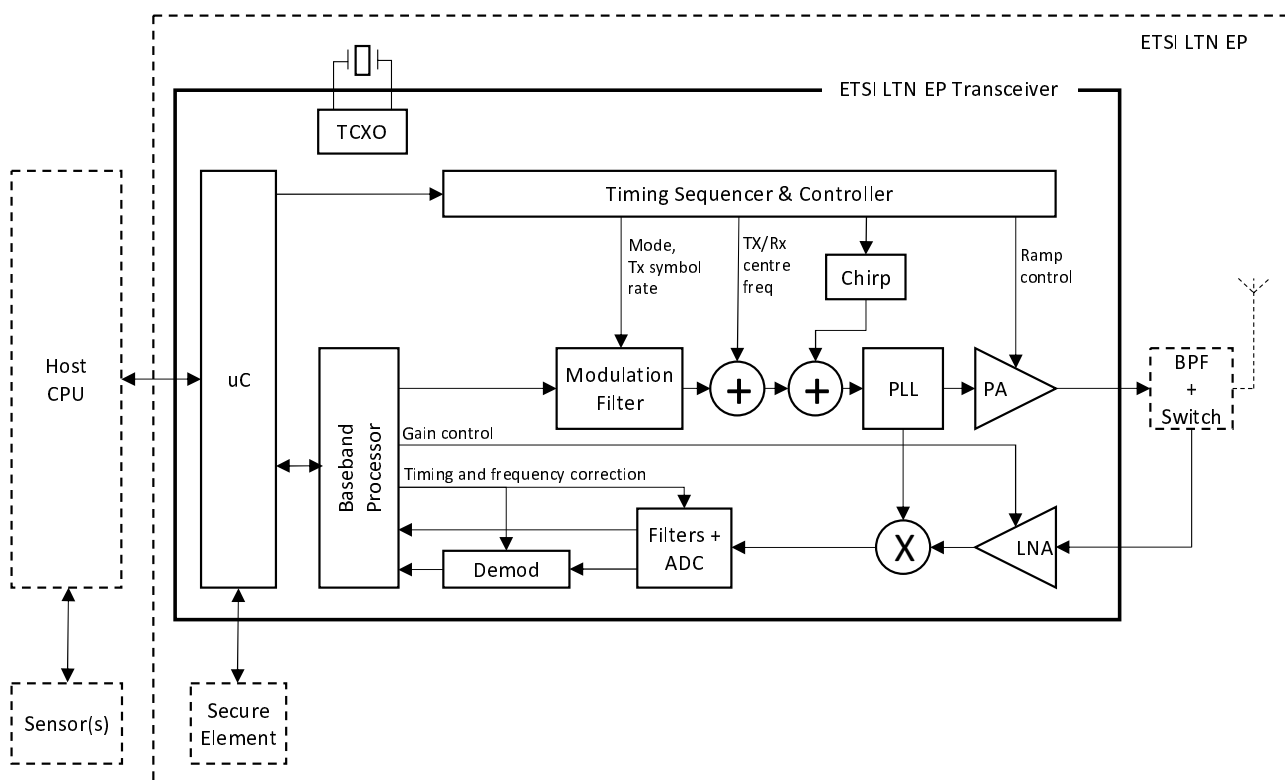 ETSI LTN EP
ETSI LTN EP Transceiver
TCXO
Timing Sequencer & Controller
Mode,
Tx symbol
rate
TX/Rx
centre
freq
Chirp
Ramp
control
Host
CPU
uC
Baseband
Processor
Modulation
Filter
+
+
PLL
PA
BPF
+
Switch
Gain control
Timing and frequency correction
Filters +
ADC
X
LNA
Demod
Sensor(s)
Secure
Element